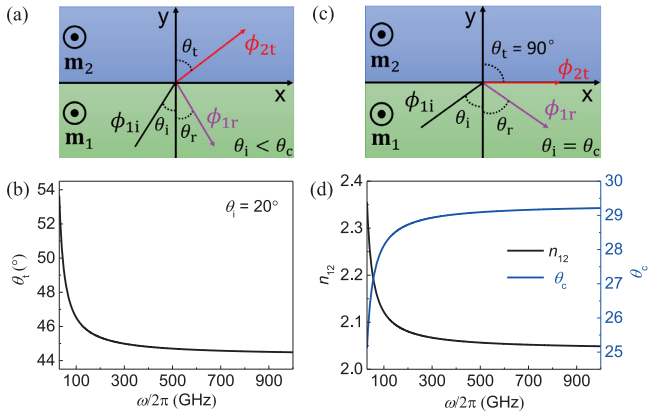 (a)
y
θt
ϕ2t
m2
x
ϕ1i
θi
θr
ϕ1r
m1
θi < θc
(c)
y
θt = 90°
ϕ2t
m2
x
ϕ1i
θi
θr
ϕ1r
m1
θi = θc
(b)
54
52
50
48
46
44
θt (°)
θi = 20°
100 300 500 700 900
ω/2π (GHz)
(d)
2.4
2.3
2.2
2.1
2.0
n12
n12
θc
30
29
28
27
26
25
θc
100 300 500 700 900
ω/2π (GHz)